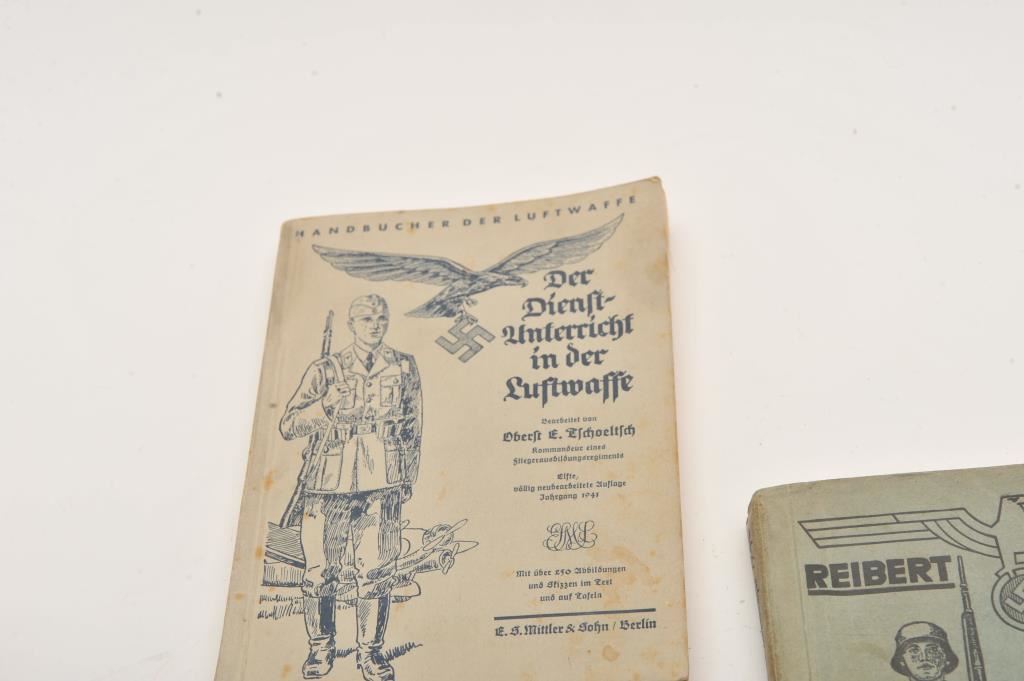 HANDBÜCHER DER LUFTWAFFE
Der
Dienst-
Unterricht
in der
Luftwaffe
Bearbeitet von
Oberst E. Tschoeltsch
Kommandeur eines
Fliegerausbildungsregiments
Elfte,
völlig neubearbeitete Auflage
Jahrgang 1941
Mit über 250 Abbildungen
und Skizzen im Text
und auf Tafeln
E. S. Mittler & Sohn / Berlin
REIBERT